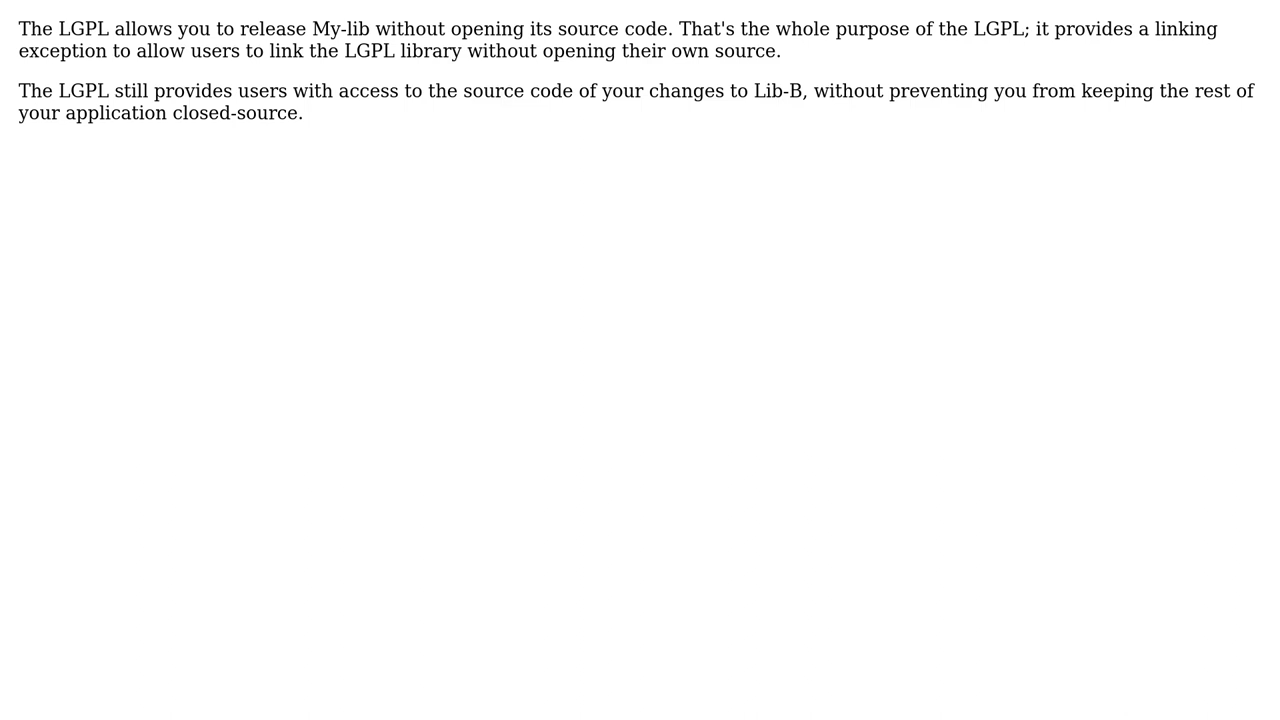 The LGPL allows you to release My-lib without opening its source code. That's the whole purpose of the LGPL; it provides a linking
exception to allow users to link the LGPL library without opening their own source.
The LGPL still provides users with access to the source code of your changes to Lib-B, without preventing you from keeping the rest of
your application closed-source.